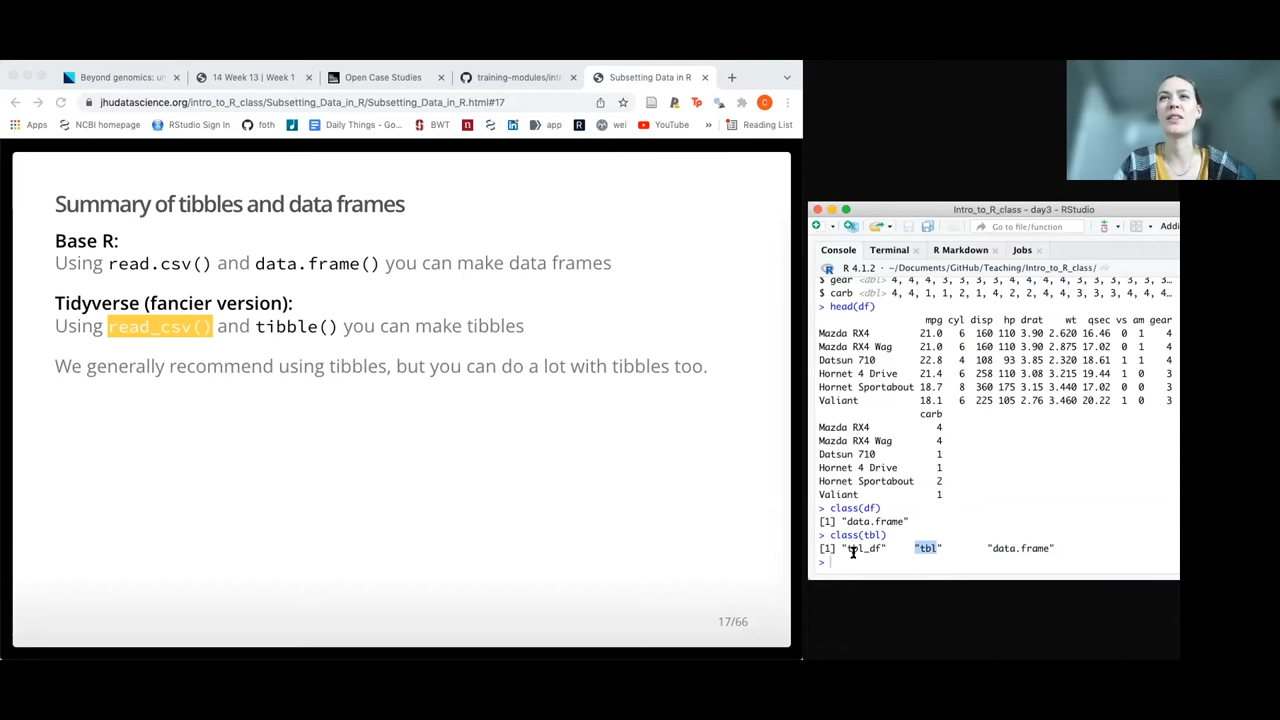 Beyond genomics: un
14 Week 13 | Week 1
Open Case Studies
training-modules/intr
Subsetting Data in R
jhudatascience.org/intro_to_R_class/Subsetting_Data_in_R/Subsetting_Data_in_R.html#17
Apps NCBI homepage RStudio Sign In foth Daily Things - Go... BWT app wei YouTube » Reading List
Summary of tibbles and data frames
Base R:
Using read.csv() and data.frame() you can make data frames
Tidyverse (fancier version):
Using read_csv() and tibble() you can make tibbles
We generally recommend using tibbles, but you can do a lot with tibbles too.
17/66
Intro_to_R_class - day3 - RStudio
Go to file/function
Addi
Console Terminal R Markdown Jobs
R 4.1.2 · ~/Documents/GitHub/Teaching/Intro_to_R_class/
$ gear <dbl> 4, 4, 4, 3, 3, 3, 3, 4, 4, 4, 4, 3, 3, 3, 3, 3…
$ carb <dbl> 4, 4, 1, 1, 2, 1, 4, 2, 2, 4, 4, 3, 3, 3, 4, 4…
> head(df)
mpg cyl disp hp drat wt qsec vs am gear
Mazda RX4 21.0 6 160 110 3.90 2.620 16.46 0 1 4
Mazda RX4 Wag 21.0 6 160 110 3.90 2.875 17.02 0 1 4
Datsun 710 22.8 4 108 93 3.85 2.320 18.61 1 1 4
Hornet 4 Drive 21.4 6 258 110 3.08 3.215 19.44 1 0 3
Hornet Sportabout 18.7 8 360 175 3.15 3.440 17.02 0 0 3
Valiant 18.1 6 225 105 2.76 3.460 20.22 1 0 3
carb
Mazda RX4 4
Mazda RX4 Wag 4
Datsun 710 1
Hornet 4 Drive 1
Hornet Sportabout 2
Valiant 1
> class(df)
[1] "data.frame"
> class(tbl)
[1] "tbl_df" "tbl" "data.frame"
>